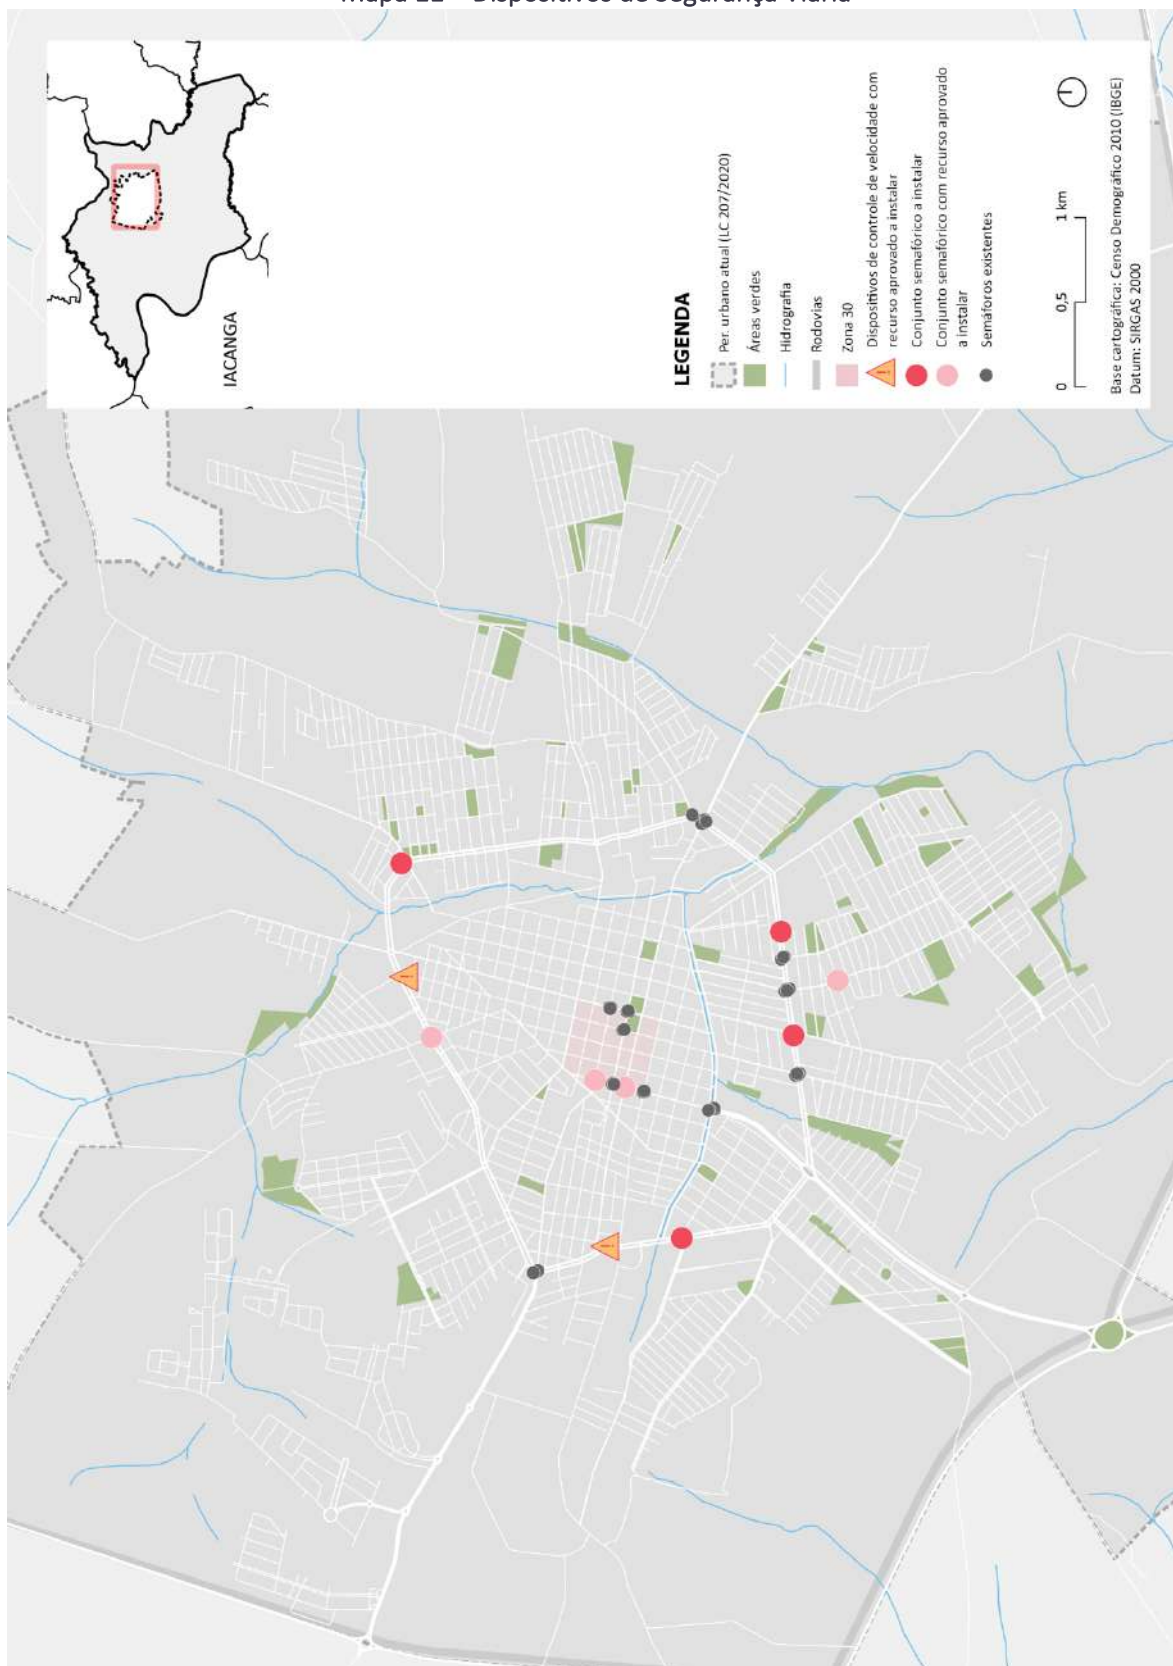 Mapa 22 – Dispositivos de Segurança Viária
IACANGA
LEGENDA
Per. urbano atual (LC 207/2020)
Áreas verdes
Hidrografia
Rodovias
Zona 30
Dispositivos de controle de velocidade com
recurso aprovado a instalar
Conjunto semafórico a instalar
Conjunto semafórico com recurso aprovado
a instalar
Semáforos existentes
0 0,5 1 km
Base cartográfica: Censo Demográfico 2010 (IBGE)
Datum: SIRGAS 2000